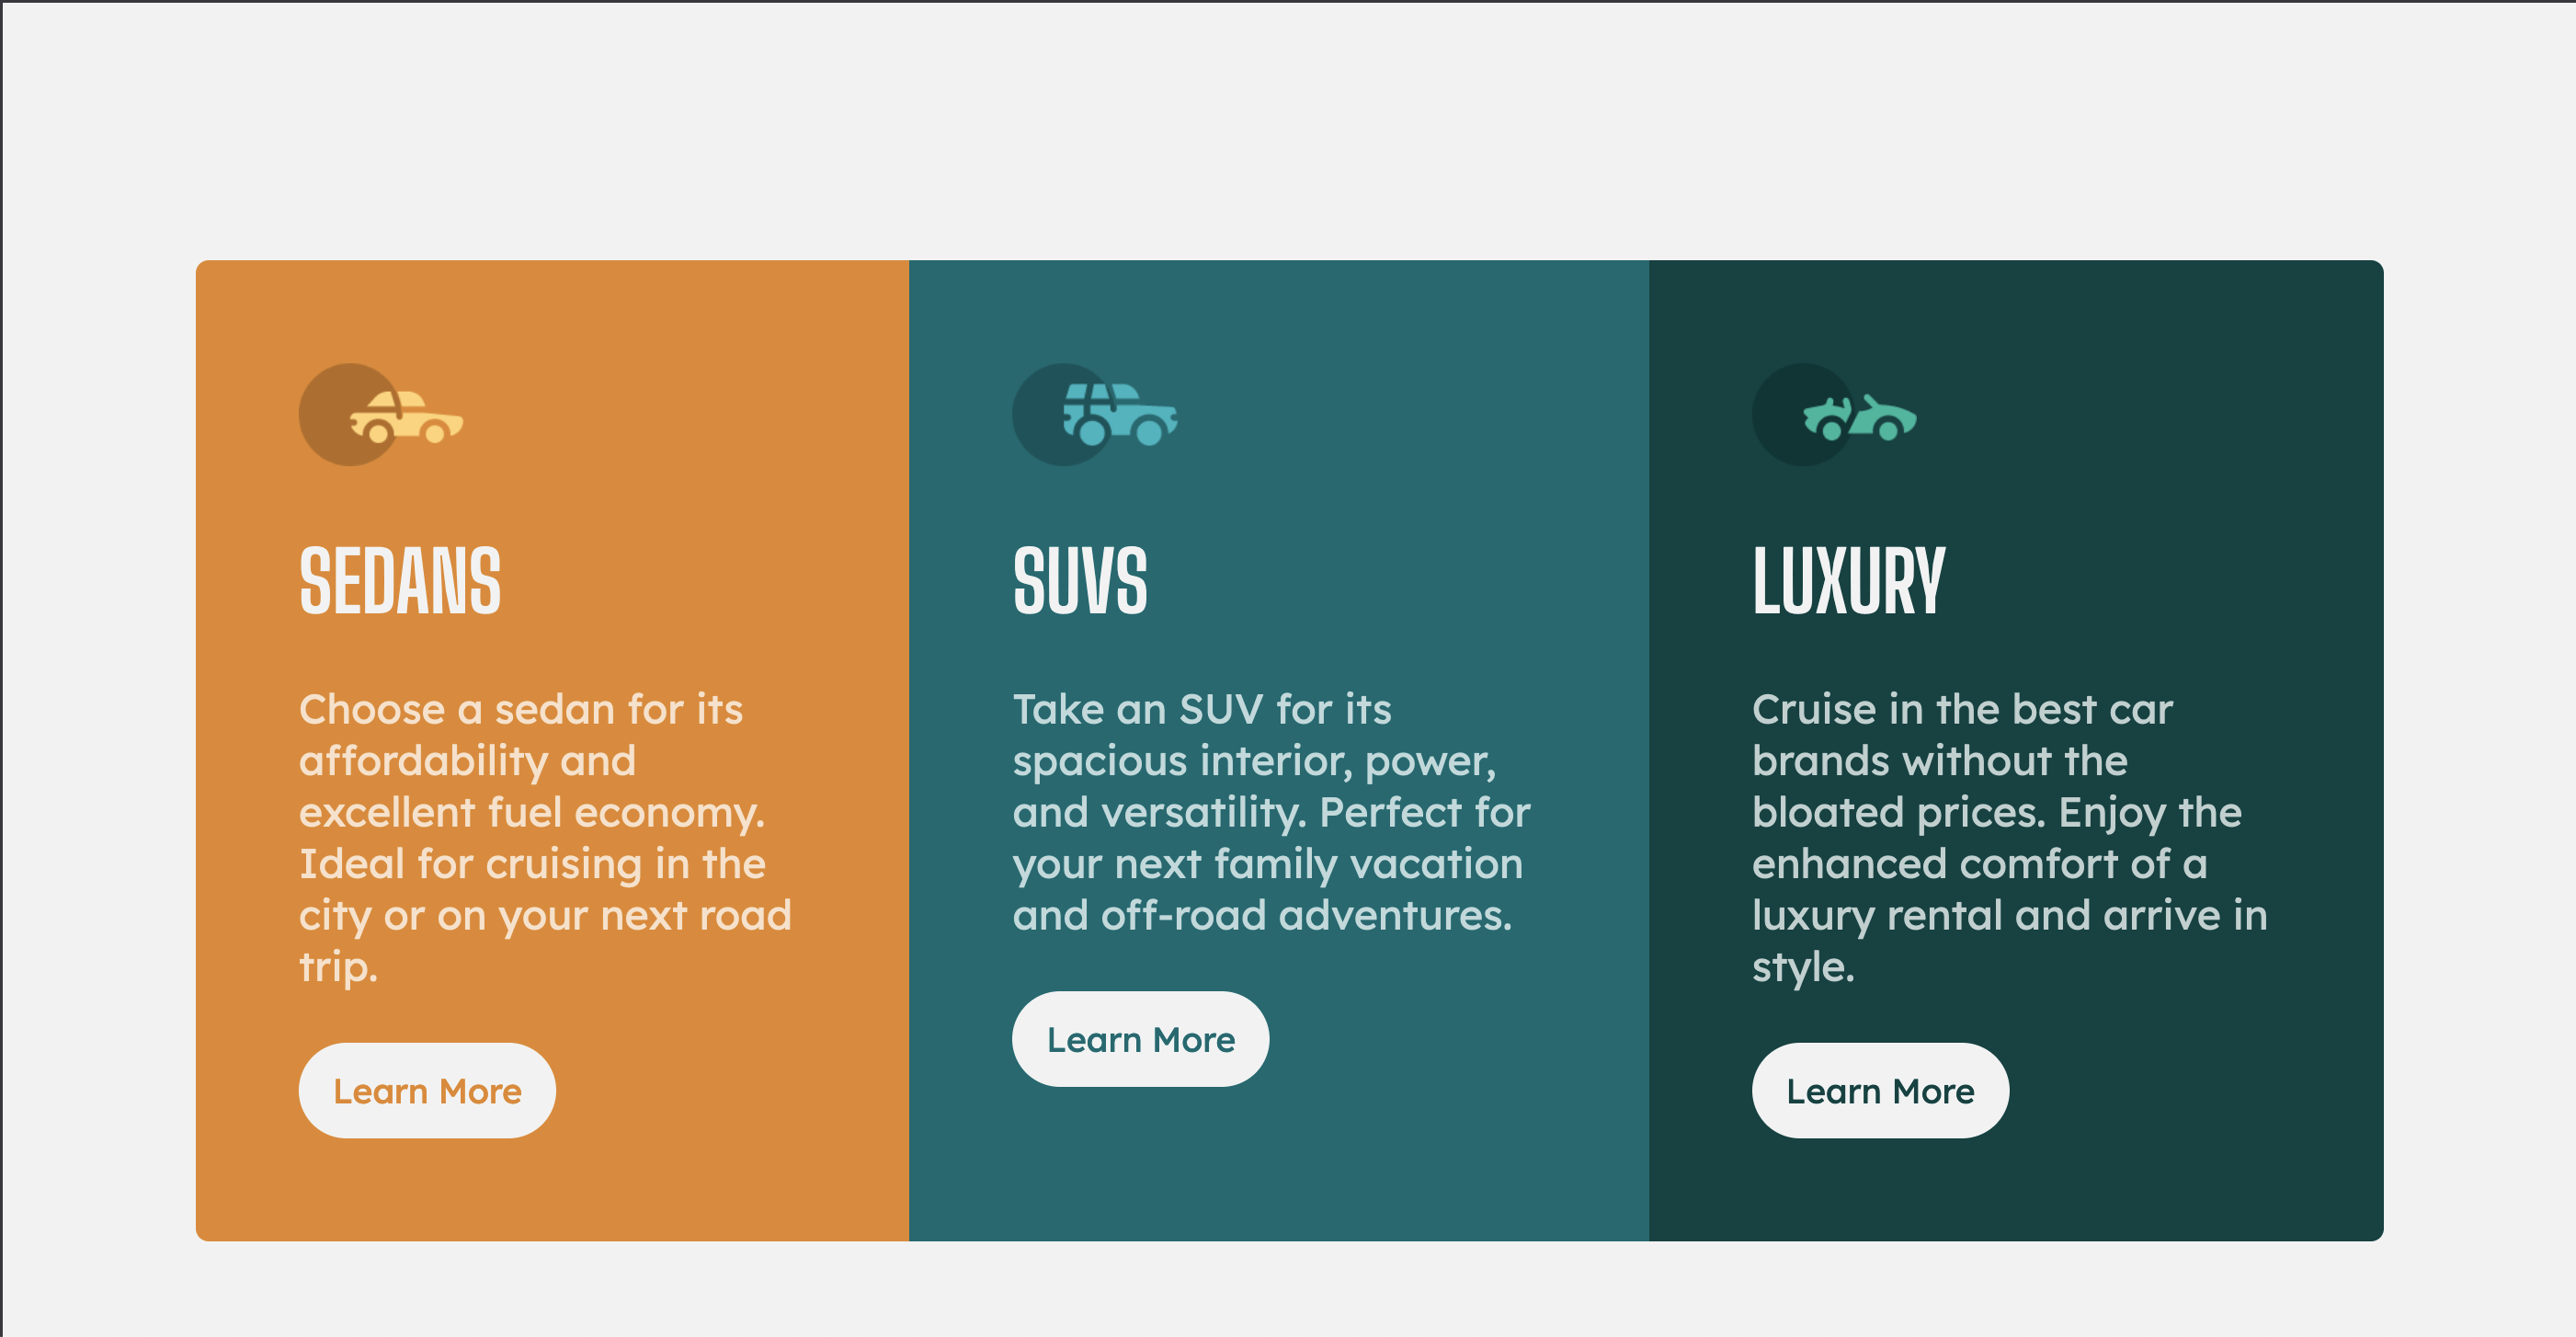 SEDANS
Choose a sedan for its
affordability and
excellent fuel economy.
Ideal for cruising in the
city or on your next road
trip.
Learn More
SUVS
Take an SUV for its
spacious interior, power,
and versatility. Perfect for
your next family vacation
and off-road adventures.
Learn More
LUXURY
Cruise in the best car
brands without the
bloated prices. Enjoy the
enhanced comfort of a
luxury rental and arrive in
style.
Learn More